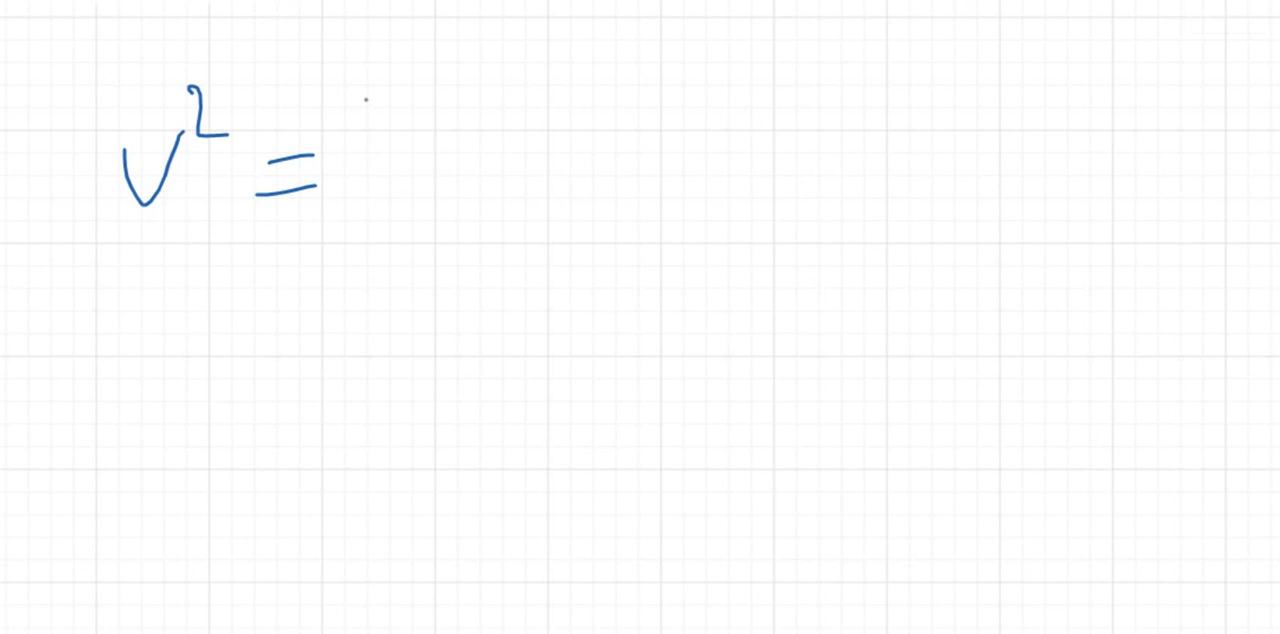 v² =